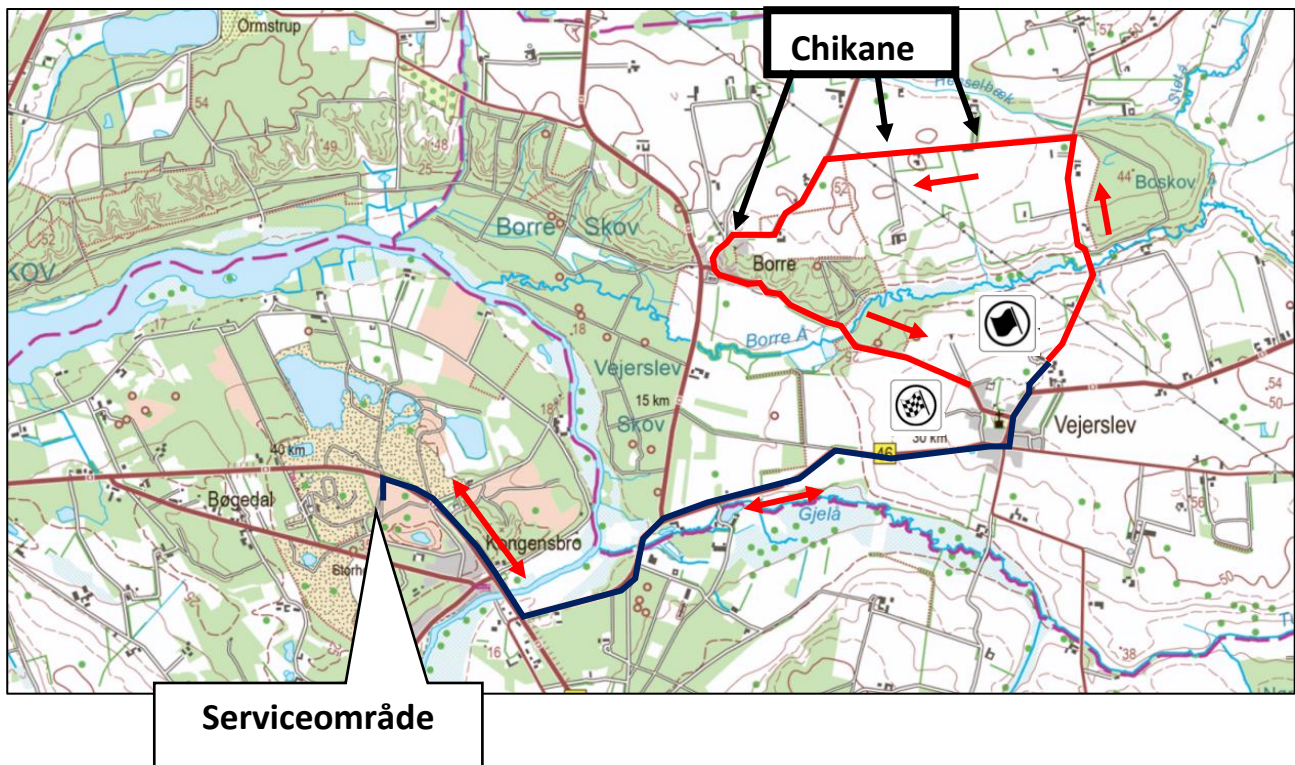 Ormstrup
Chikane
57
50
54
49
48
25
52
52
44
Boskov
Borre Skov
Borre
KOV
17
18
Borre Å
Vejerslev
Skov
15 km
18
54
50
30 km
Vejerslev
46
40 km
Bøgedal
Gjelå
56
Kongensbro
50
16
38
Serviceområde